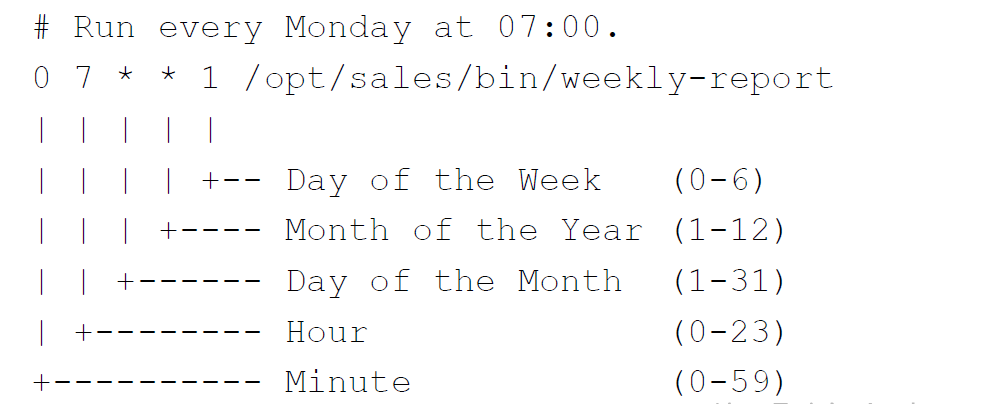 # Run every Monday at 07:00.
0 7 * * 1 /opt/sales/bin/weekly-report
| | | | |
| | | | +-- Day of the Week   (0-6)
| | | +---- Month of the Year (1-12)
| | +------ Day of the Month  (1-31)
| +-------- Hour              (0-23)
+---------- Minute            (0-59)